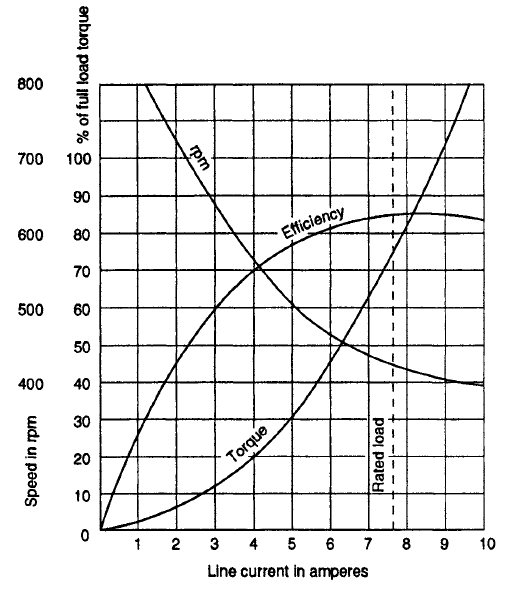 % of full load torque
800
700
600
500
400
Speed in rpm
100
90
80
70
60
50
40
30
20
10
0
rpm
Efficiency
Torque
Rated load
1 2 3 4 5 6 7 8 9 10
Line current in amperes